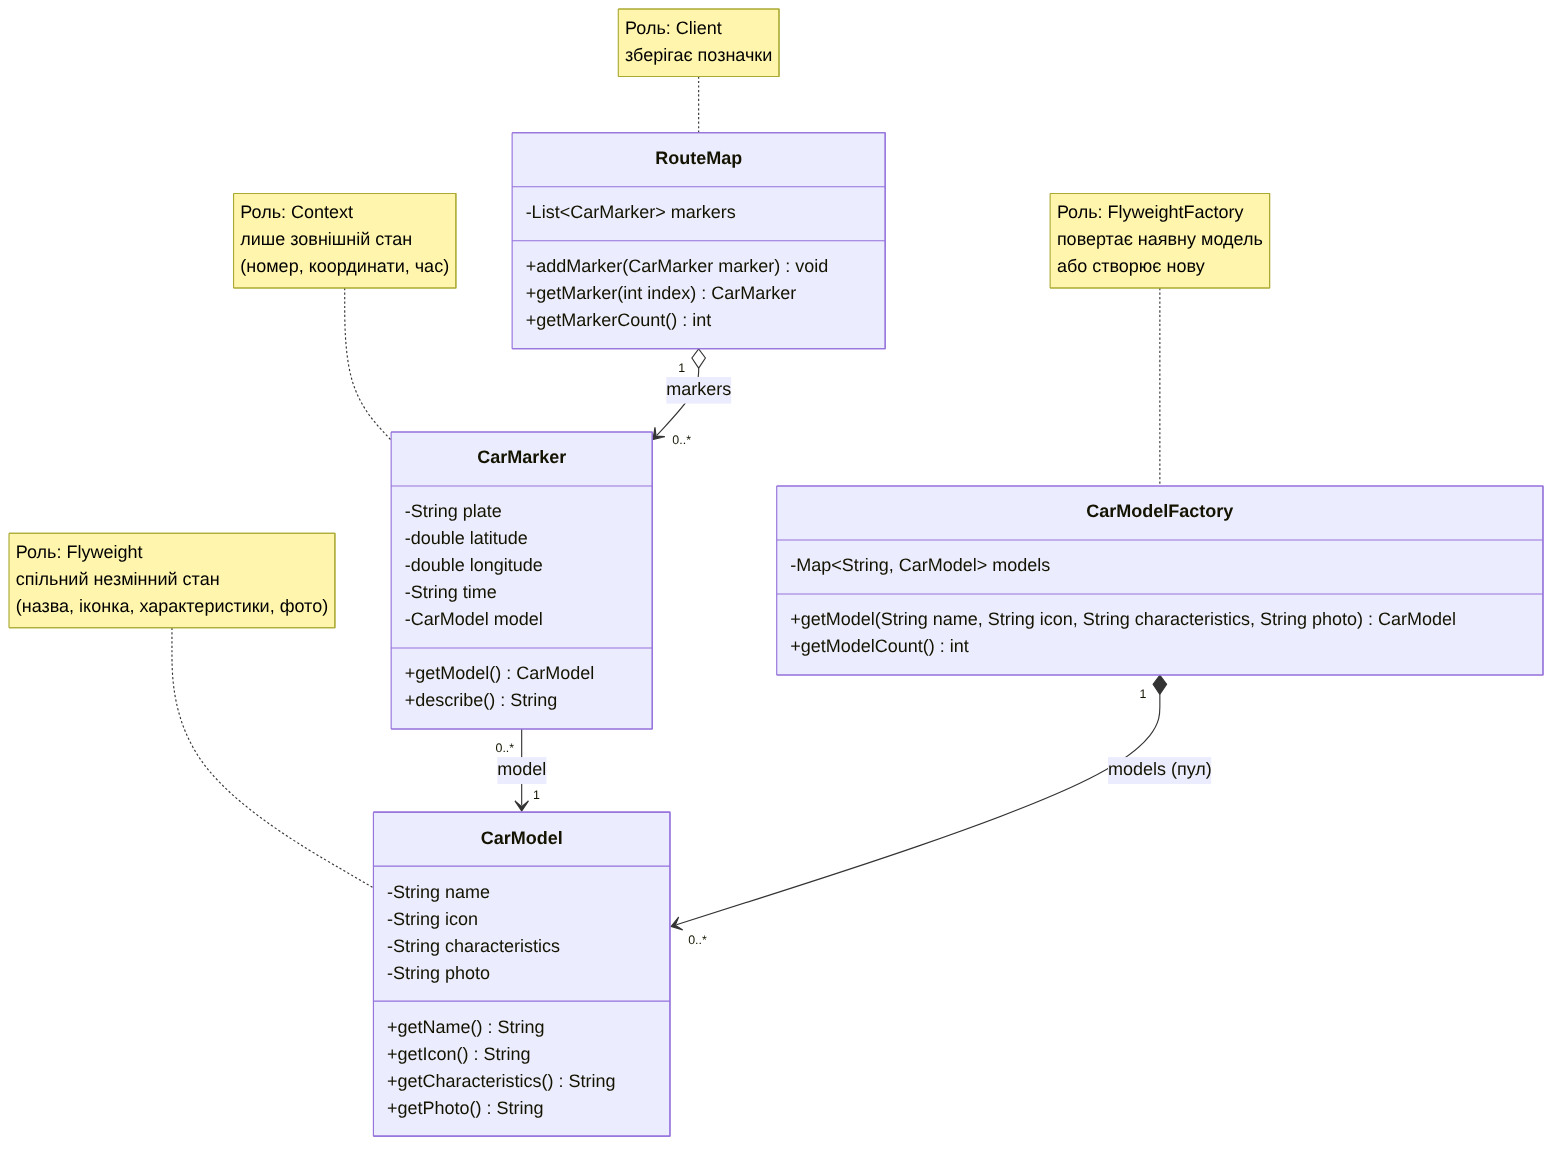 Роль: Client
зберігає позначки
RouteMap
-List<CarMarker> markers
+addMarker(CarMarker marker) : void
+getMarker(int index) : CarMarker
+getMarkerCount() : int
Роль: Context
лише зовнішній стан
(номер, координати, час)
Роль: FlyweightFactory
повертає наявну модель
або створює нову
1
markers
0..*
CarMarker
-String plate
-double latitude
-double longitude
-String time
-CarModel model
+getModel() : CarModel
+describe() : String
CarModelFactory
-Map<String, CarModel> models
+getModel(String name, String icon, String characteristics, String photo) : CarModel
+getModelCount() : int
Роль: Flyweight
спільний незмінний стан
(назва, іконка, характеристики, фото)
0..*
model
1
1
models (пул)
0..*
CarModel
-String name
-String icon
-String characteristics
-String photo
+getName() : String
+getIcon() : String
+getCharacteristics() : String
+getPhoto() : String